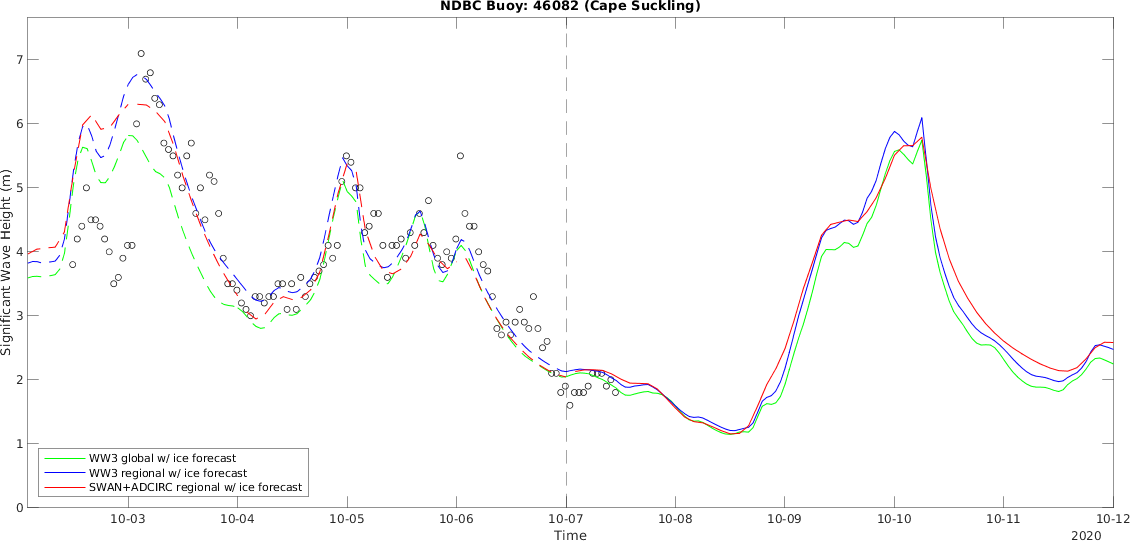 NDBC Buoy: 46082 (Cape Suckling)
7
6
5
4
3
2
1
0
Significant Wave Height (m)
WW3 global w/ ice forecast
WW3 regional w/ ice forecast
SWAN+ADCIRC regional w/ ice forecast
10-03 10-04 10-05 10-06 10-07 10-08 10-09 10-10 10-11 10-12
Time
2020